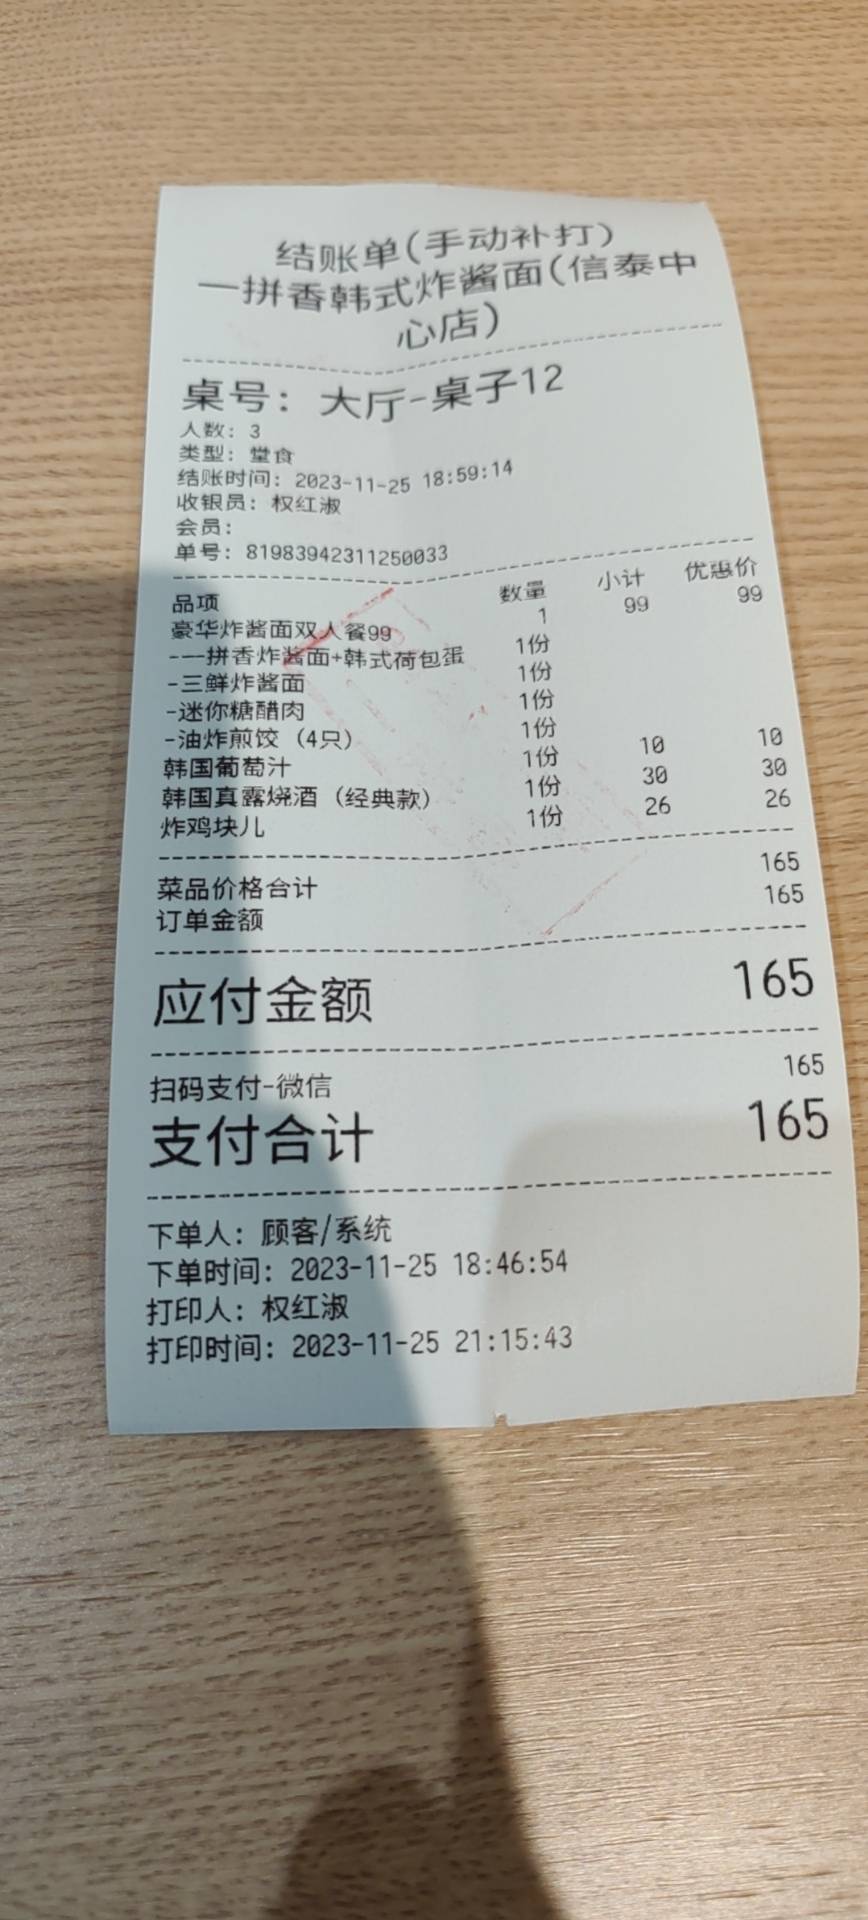 结账单(手动补打)
一拼香韩式炸酱面(信泰中
心店)
桌号: 大厅-桌子12
人数: 3
类型: 堂食
结账时间: 2023-11-25 18:59:14
收银员: 权红淑
会员:
单号: 81983942311250033
品项 数量 小计 优惠价
豪华炸酱面双人餐99 1 99 99
-一拼香炸酱面+韩式荷包蛋 1份
-三鲜炸酱面 1份
-迷你糖醋肉 1份
-油炸煎饺 (4只) 1份
韩国葡萄汁 1份 10 10
韩国真露烧酒 (经典款) 1份 30 30
炸鸡块儿 1份 26 26
菜品价格合计 165
订单金额 165
应付金额 165
扫码支付-微信 165
支付合计 165
下单人: 顾客/系统
下单时间: 2023-11-25 18:46:54
打印人: 权红淑
打印时间: 2023-11-25 21:15:43